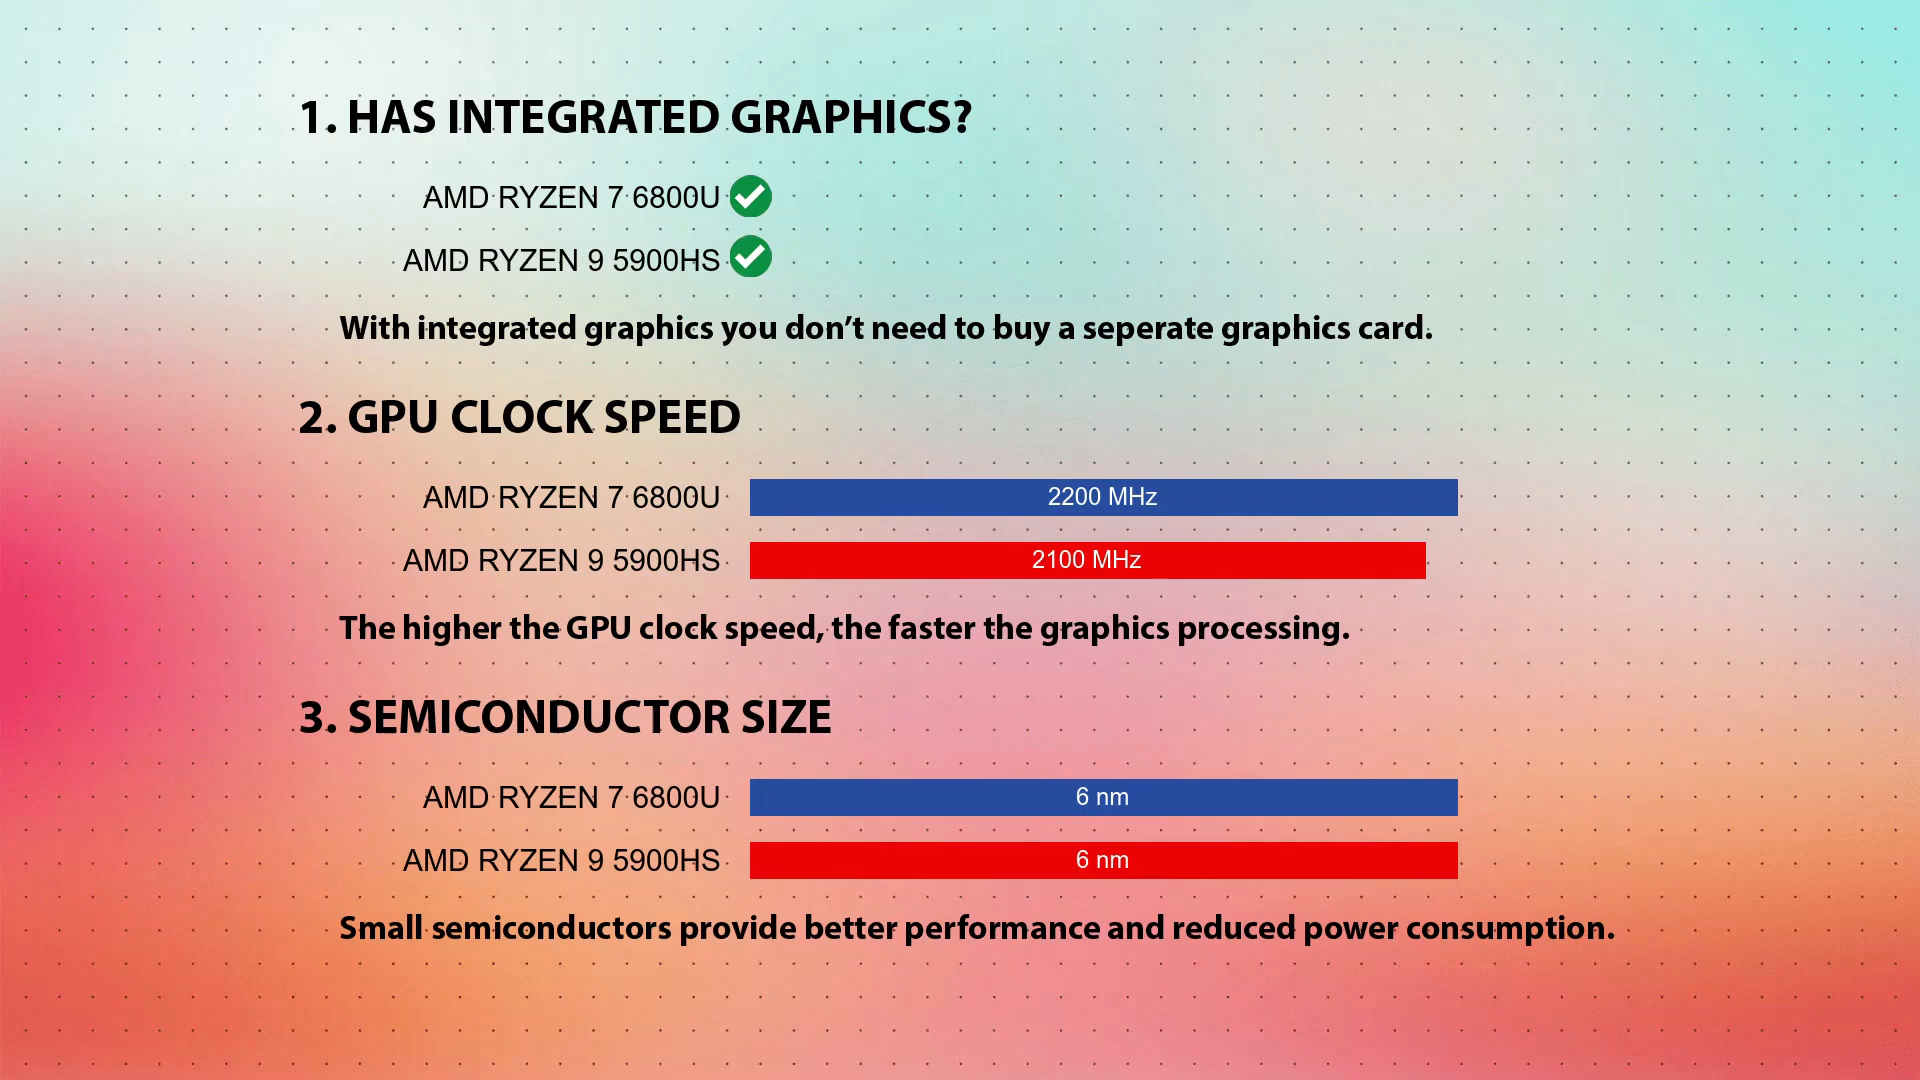 1. HAS INTEGRATED GRAPHICS?
AMD RYZEN 7 6800U
AMD RYZEN 9 5900HS
With integrated graphics you don’t need to buy a seperate graphics card.
2. GPU CLOCK SPEED
AMD RYZEN 7 6800U 2200 MHz
AMD RYZEN 9 5900HS 2100 MHz
The higher the GPU clock speed, the faster the graphics processing.
3. SEMICONDUCTOR SIZE
AMD RYZEN 7 6800U 6 nm
AMD RYZEN 9 5900HS 6 nm
Small semiconductors provide better performance and reduced power consumption.